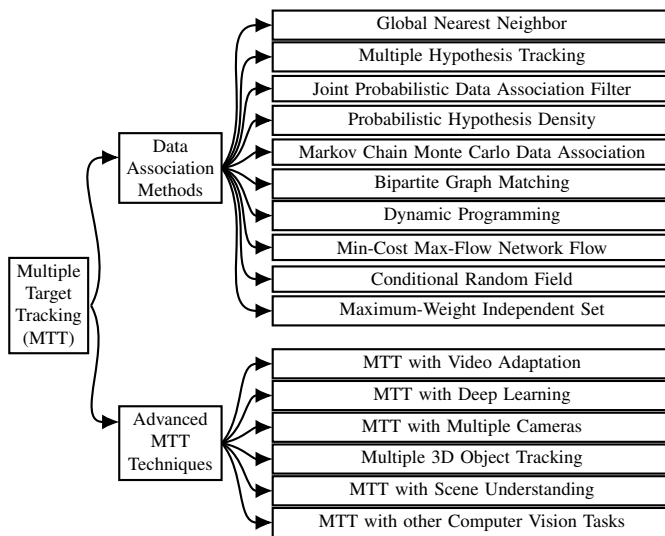 Multiple
Target
Tracking
(MTT)
Data
Association
Methods
Global Nearest Neighbor
Multiple Hypothesis Tracking
Joint Probabilistic Data Association Filter
Probabilistic Hypothesis Density
Markov Chain Monte Carlo Data Association
Bipartite Graph Matching
Dynamic Programming
Min-Cost Max-Flow Network Flow
Conditional Random Field
Maximum-Weight Independent Set
Advanced
MTT
Techniques
MTT with Video Adaptation
MTT with Deep Learning
MTT with Multiple Cameras
Multiple 3D Object Tracking
MTT with Scene Understanding
MTT with other Computer Vision Tasks